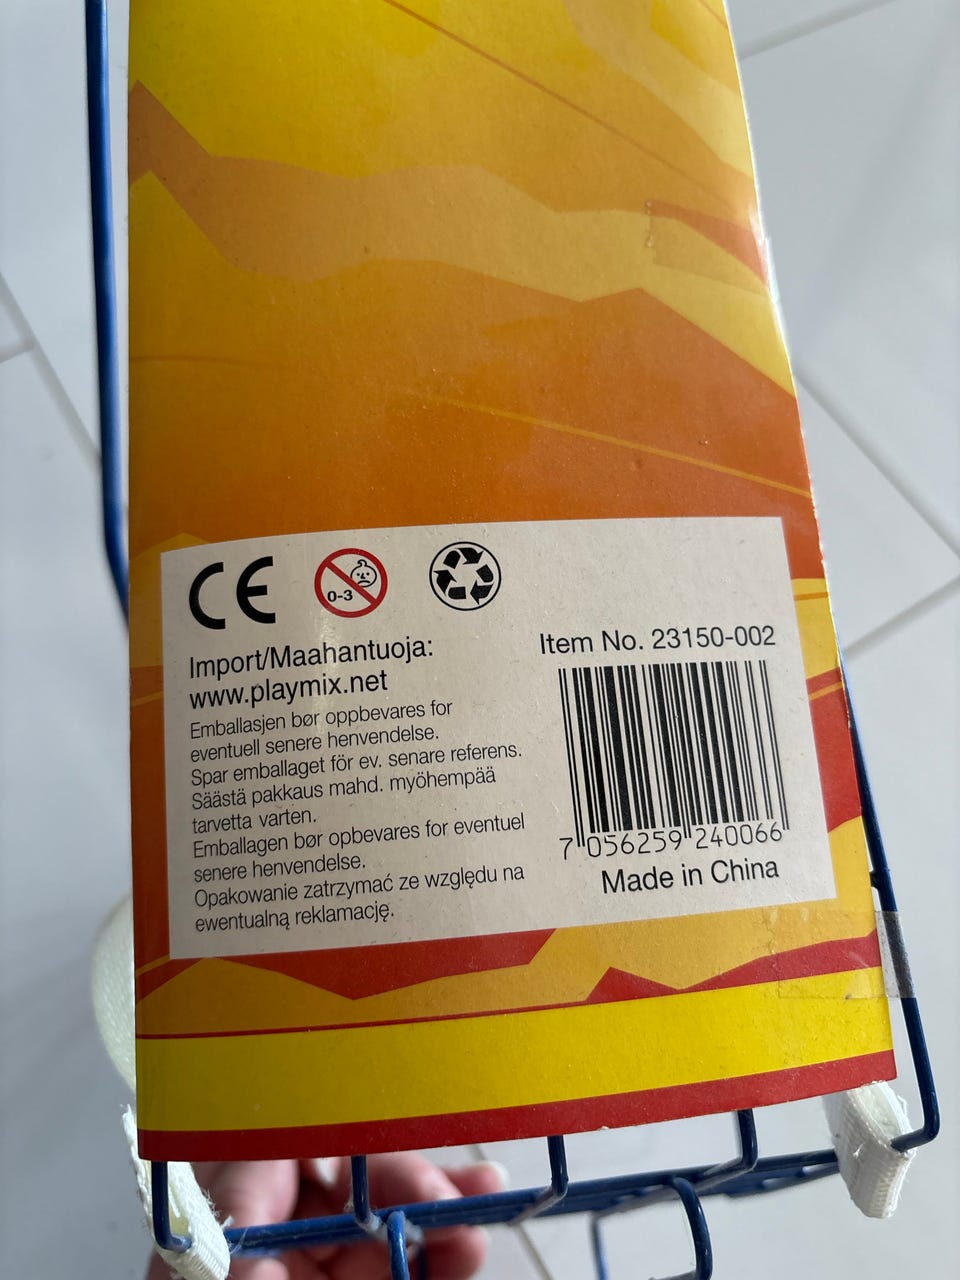 CE
0-3
Import/Maahantuoja:
www.playmix.net
Emballasjen bør oppbevares for
eventuell senere henvendelse.
Spar emballaget för ev. senare referens.
Säästä pakkaus mahd. myöhempää
tarvetta varten.
Emballagen bør opbevares for eventuel
senere henvendelse.
Opakowanie zatrzymać ze względu na
ewentualną reklamację.
Item No. 23150-002
7 056259 240066
Made in China